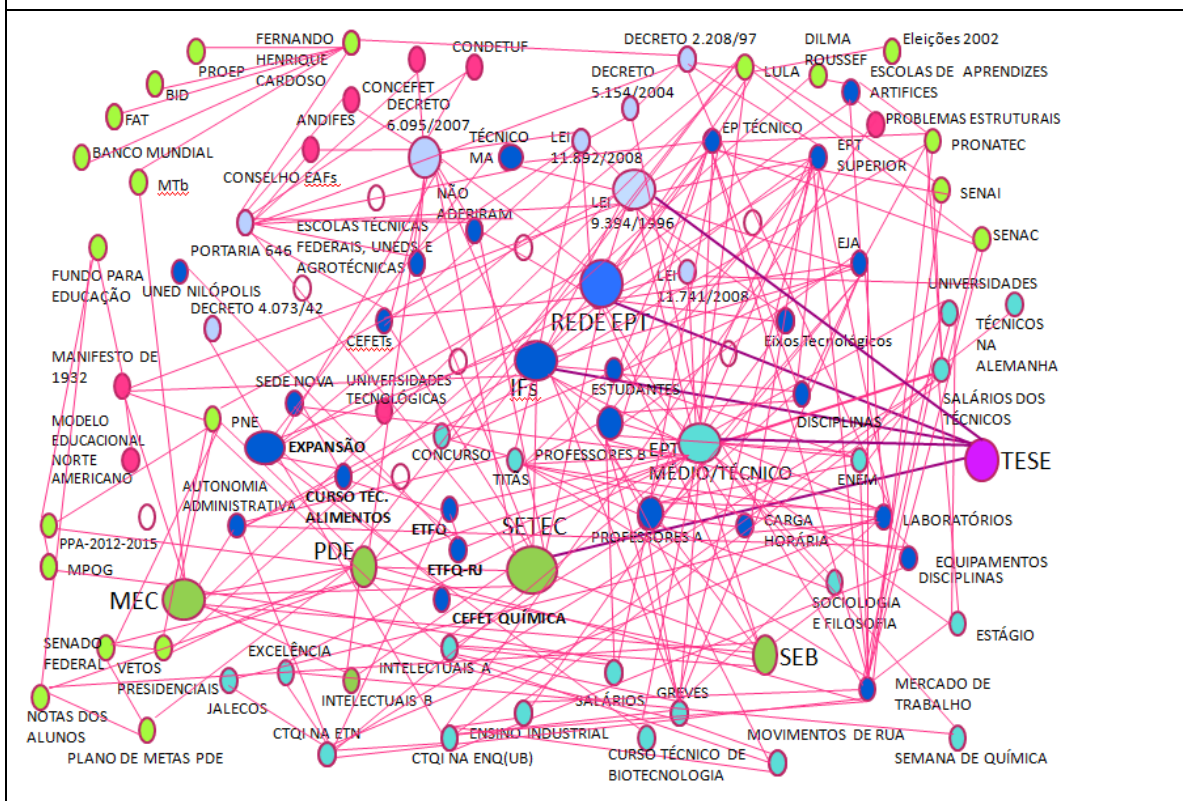 FERNANDO
HENRIQUE
CARDOSO
PROEP
BID
FAT
BANCO MUNDIAL
MTb
CONDETUF
CONCEFET
DECRETO
6.095/2007
ANDIFES
CONSELHO EAFs
TÉCNICO
MA
NÃO
ADERIRAM
DECRETO 2.208/97
DECRETO
5.154/2004
LEI
11.892/2008
LULA
DILMA
ROUSSEF
Eleições 2002
ESCOLAS DE APRENDIZES
ARTIFICES
PROBLEMAS ESTRUTURAIS
EP TÉCNICO
EPT
SUPERIOR
PRONATEC
SENAI
SENAC
LEI
9.394/1996
EJA
PORTARIA 646
ESCOLAS TÉCNICAS
FEDERAIS, UNEDS E
AGROTÉCNICAS
FUNDO PARA
EDUCAÇÃO
UNED NILÓPOLIS
DECRETO 4.073/42
LEI
11.741/2008
UNIVERSIDADES
TÉCNICOS
NA
ALEMANHA
REDE EPT
CEFETs
Eixos Tecnológicos
MANIFESTO DE
1932
SEDE NOVA
UNIVERSIDADES
TECNOLÓGICAS
IFs
ESTUDANTES
DISCIPLINAS
SALÁRIOS DOS
TÉCNICOS
MODELO
EDUCACIONAL
NORTE
AMERICANO
PNE
EXPANSÃO
CONCURSO
TITAS
PROFESSORES B
EPT
MÉDIO/TÉCNICO
ENEM
TESE
AUTONOMIA
ADMINISTRATIVA
CURSO TÉC.
ALIMENTOS
ETFQ
SETEC
PROFESSORES A
CARGA
HORÁRIA
LABORATÓRIOS
PPA-2012-2015
PDE
ETFQ-RJ
EQUIPAMENTOS
DISCIPLINAS
MPOG
MEC
CEFET QUÍMICA
SOCIOLOGIA
E FILOSOFIA
ESTÁGIO
SENADO
FEDERAL
VETOS
PRESIDENCIAIS
EXCELÊNCIA
JALECOS
INTELECTUAIS A
INTELECTUAIS B
SALÁRIOS
GREVES
SEB
MERCADO DE
TRABALHO
NOTAS DOS
ALUNOS
PLANO DE METAS PDE
CTQI NA ETN
CTQI NA ENQ(UB)
ENSINO INDUSTRIAL
CURSO TÉCNICO DE
BIOTECNOLOGIA
MOVIMENTOS DE RUA
SEMANA DE QUÍMICA